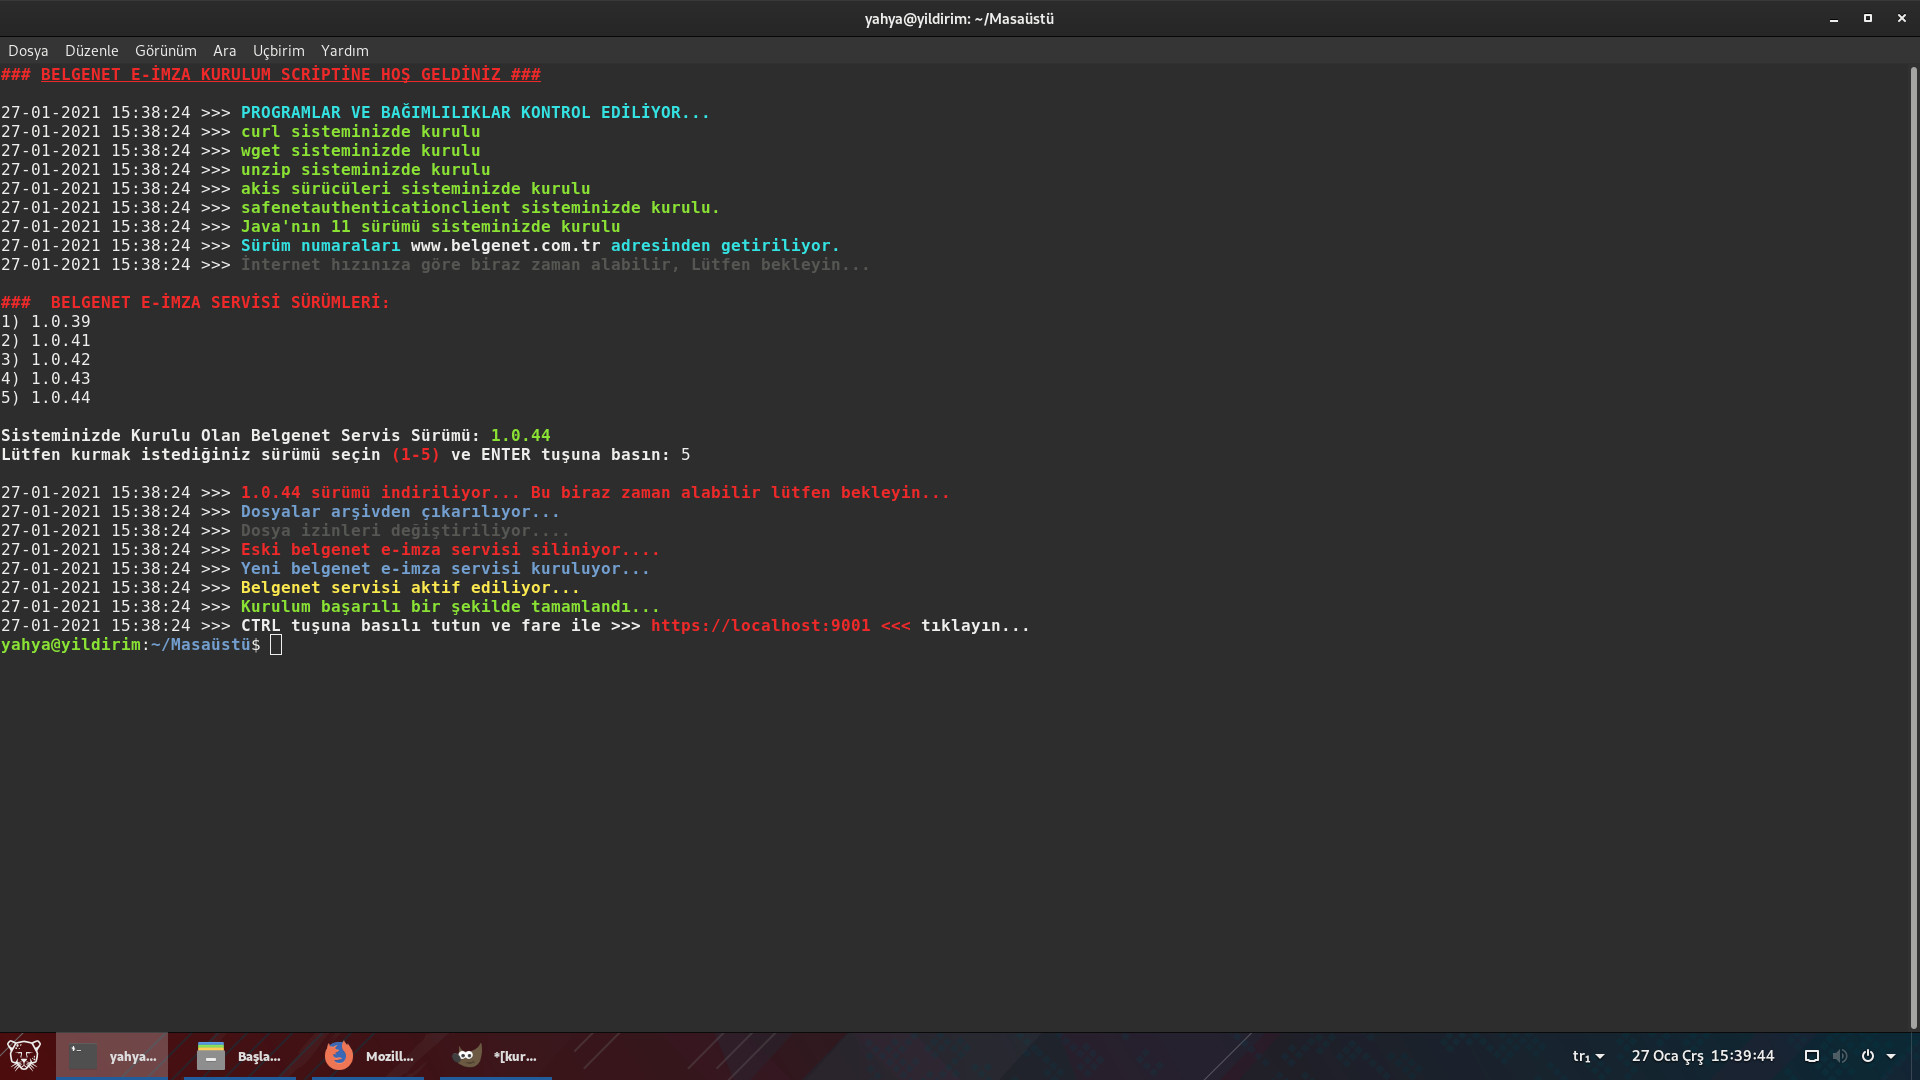 yahya@yildirim: ~/Masaüstü
Dosya Düzenle Görünüm Ara Uçbirim Yardım
### BELGENET E-İMZA KURULUM SCRİPTİNE HOŞ GELDİNİZ ###
27-01-2021 15:38:24 >>> PROGRAMLAR VE BAĞIMLILIKLAR KONTROL EDİLİYOR...
27-01-2021 15:38:24 >>> curl sisteminizde kurulu
27-01-2021 15:38:24 >>> wget sisteminizde kurulu
27-01-2021 15:38:24 >>> unzip sisteminizde kurulu
27-01-2021 15:38:24 >>> akis sürücüleri sisteminizde kurulu
27-01-2021 15:38:24 >>> safenetauthenticationclient sisteminizde kurulu.
27-01-2021 15:38:24 >>> Java'nın 11 sürümü sisteminizde kurulu
27-01-2021 15:38:24 >>> Sürüm numaraları www.belgenet.com.tr adresinden getiriliyor.
27-01-2021 15:38:24 >>> İnternet hızınıza göre biraz zaman alabilir, Lütfen bekleyin...
###  BELGENET E-İMZA SERVİSİ SÜRÜMLERİ:
1) 1.0.39
2) 1.0.41
3) 1.0.42
4) 1.0.43
5) 1.0.44
Sisteminizde Kurulu Olan Belgenet Servis Sürümü: 1.0.44
Lütfen kurmak istediğiniz sürümü seçin (1-5) ve ENTER tuşuna basın: 5
27-01-2021 15:38:24 >>> 1.0.44 sürümü indiriliyor... Bu biraz zaman alabilir lütfen bekleyin...
27-01-2021 15:38:24 >>> Dosyalar arşivden çıkarılıyor...
27-01-2021 15:38:24 >>> Dosya izinleri değiştiriliyor....
27-01-2021 15:38:24 >>> Eski belgenet e-imza servisi siliniyor....
27-01-2021 15:38:24 >>> Yeni belgenet e-imza servisi kuruluyor...
27-01-2021 15:38:24 >>> Belgenet servisi aktif ediliyor...
27-01-2021 15:38:24 >>> Kurulum başarılı bir şekilde tamamlandı...
27-01-2021 15:38:24 >>> CTRL tuşuna basılı tutun ve fare ile >>> https://localhost:9001 <<< tıklayın...
yahya@yildirim:~/Masaüstü$
yahya... Başla... Mozill... *[kur... tr₁ 27 Oca Çrş 15:39:44